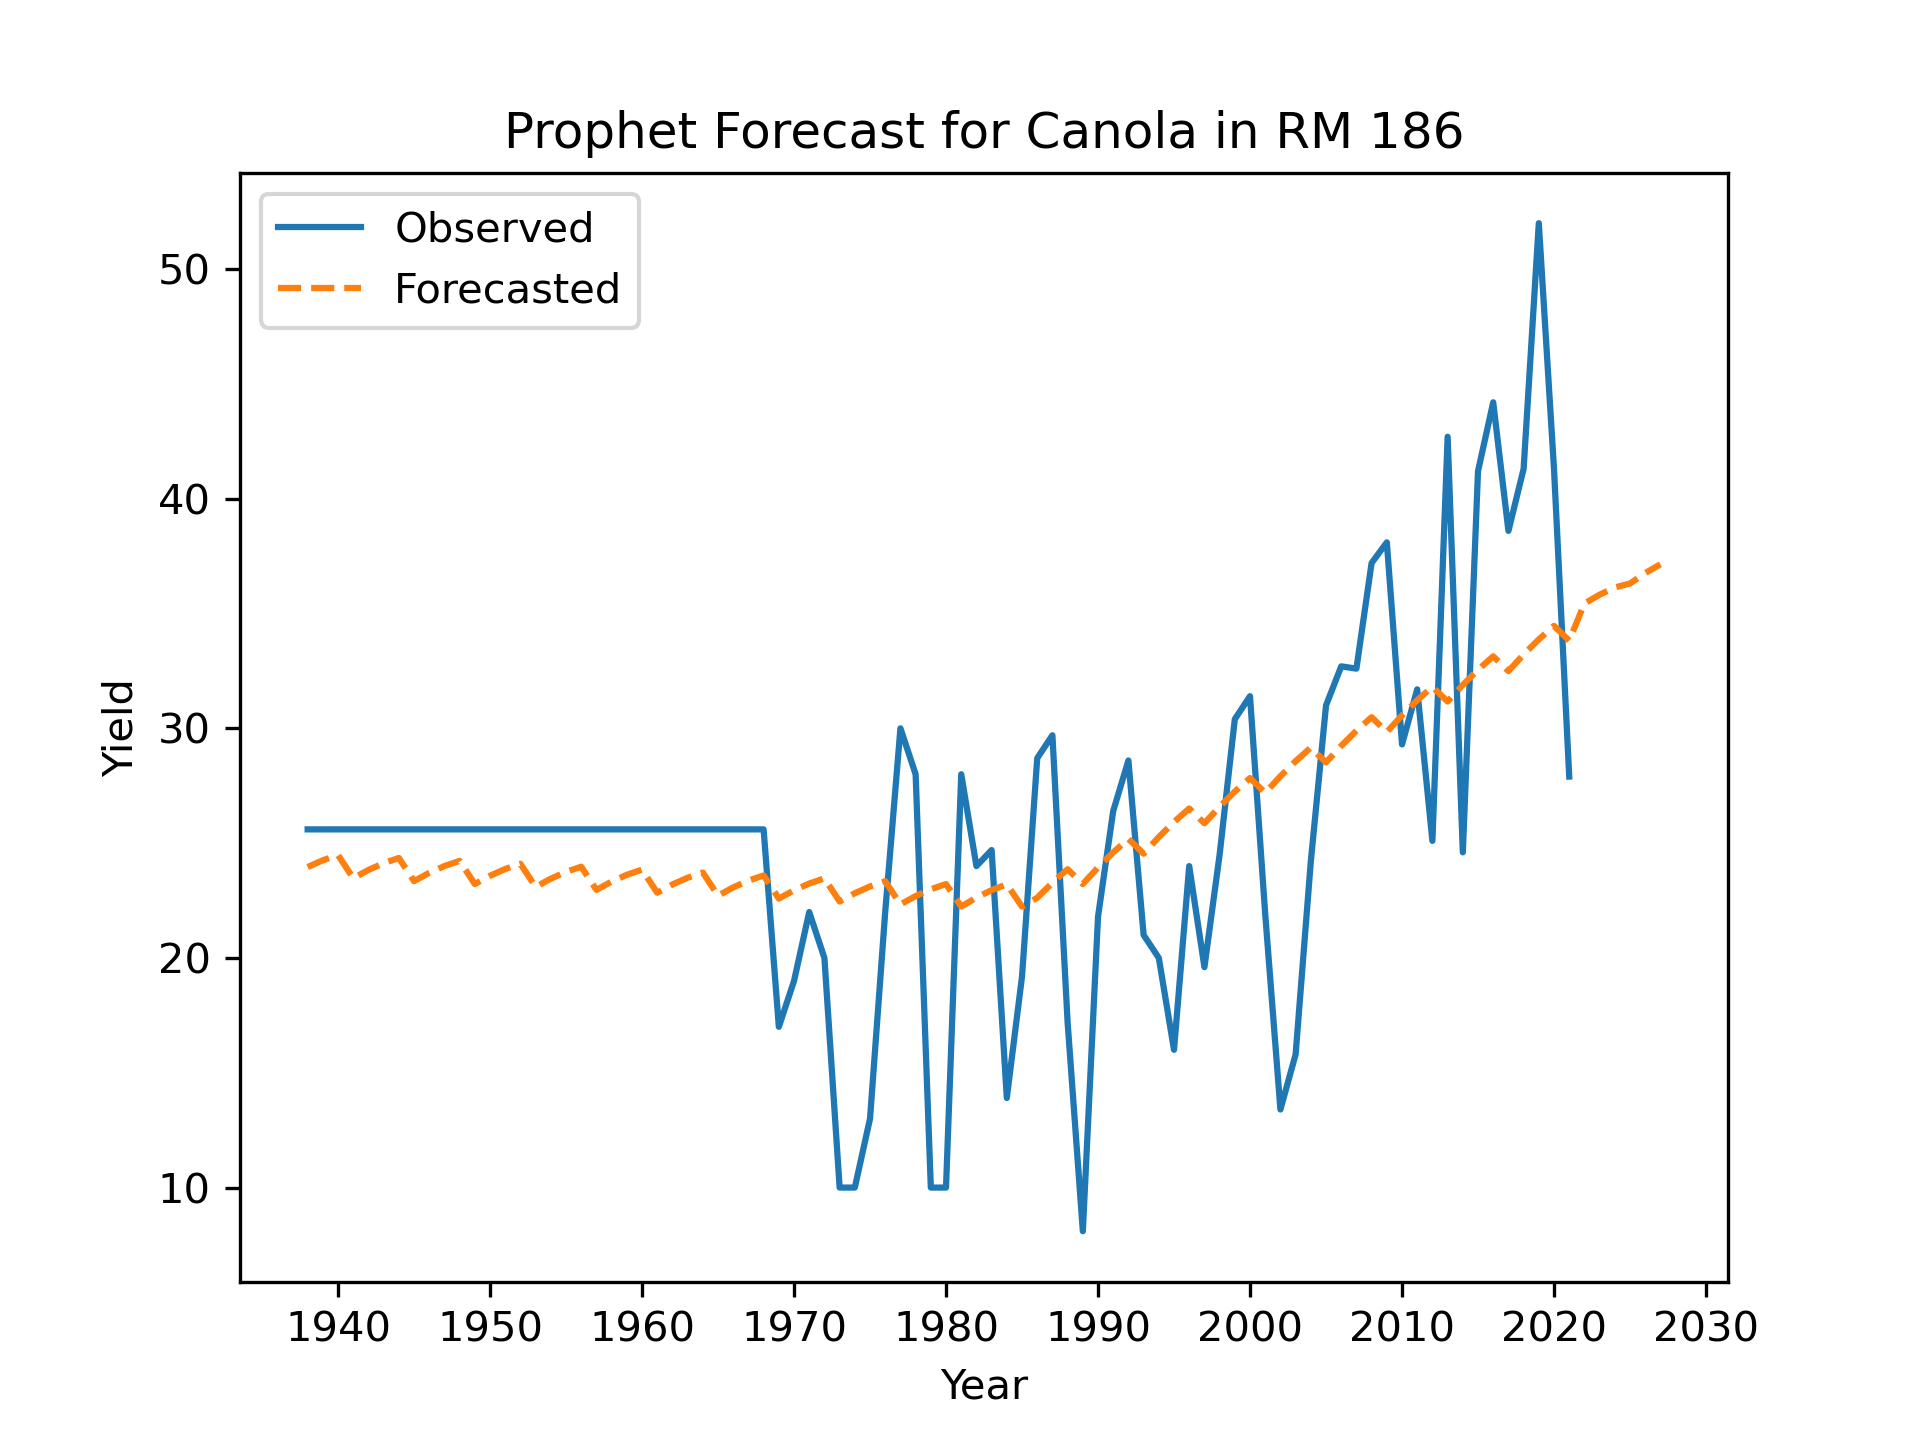 Prophet Forecast for Canola in RM 186
Observed
Forecasted
50
40
30
20
10
Yield
1940 1950 1960 1970 1980 1990 2000 2010 2020 2030
Year